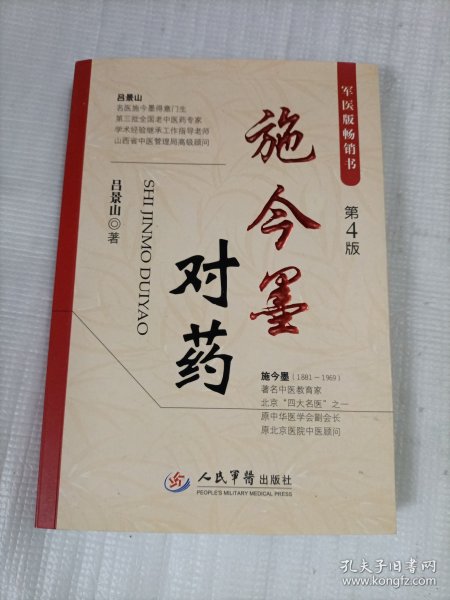 军医版畅销书
吕景山
名医施今墨得意门生
第三批全国老中医药专家
学术经验继承工作指导老师
山西省中医管理局高级顾问
施今墨
对药
第4版
吕景山◎著
SHI JINMO DUIYAO
施今墨(1881-1969)
著名中医教育家
北京“四大名医”之一
原中华医学会副会长
原北京医院中医顾问
人民军医出版社
PEOPLE'S MILITARY MEDICAL PRESS
孔夫子旧书网
www.kongfz.com